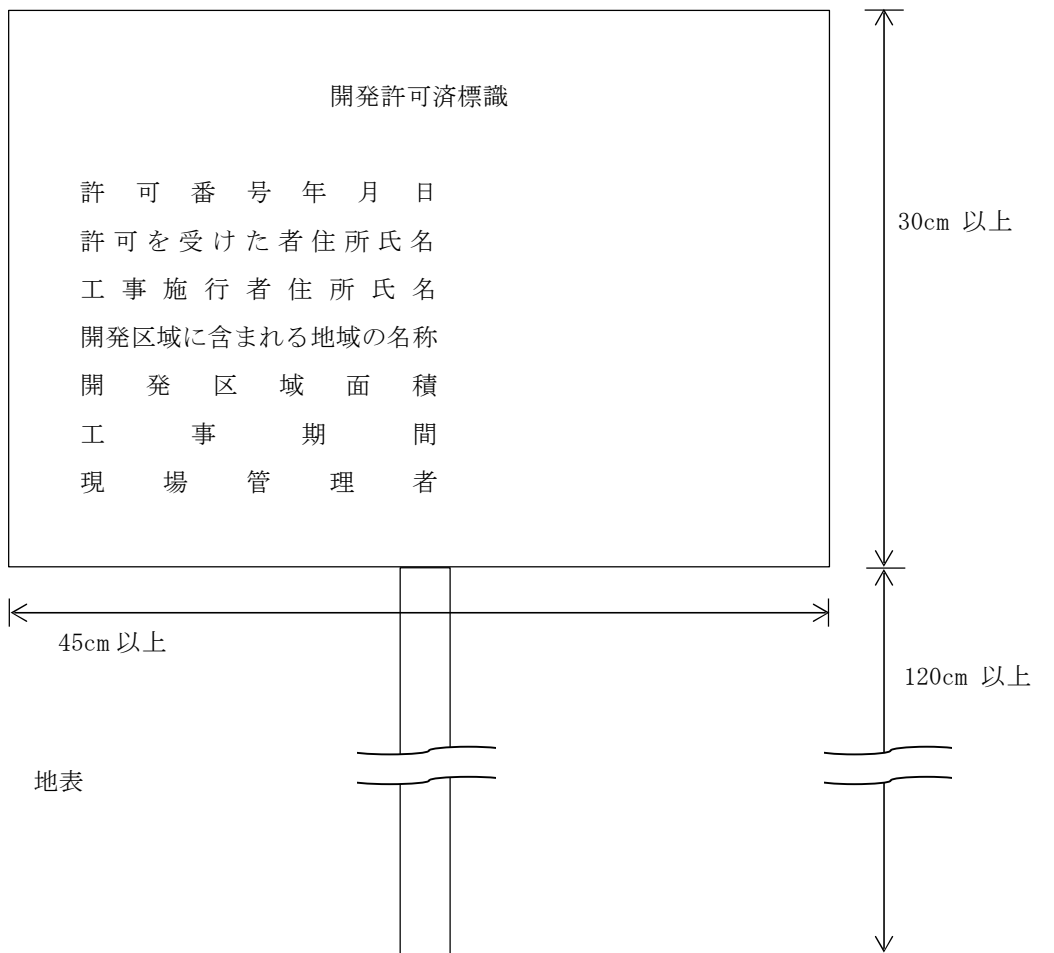 開発許可済標識
許可番号年月日
許可を受けた者住所氏名
工事施行者住所氏名
開発区域に含まれる地域の名称
開発区域面積
工事期間
現場管理者
30cm 以上
45cm 以上
120cm 以上
地表